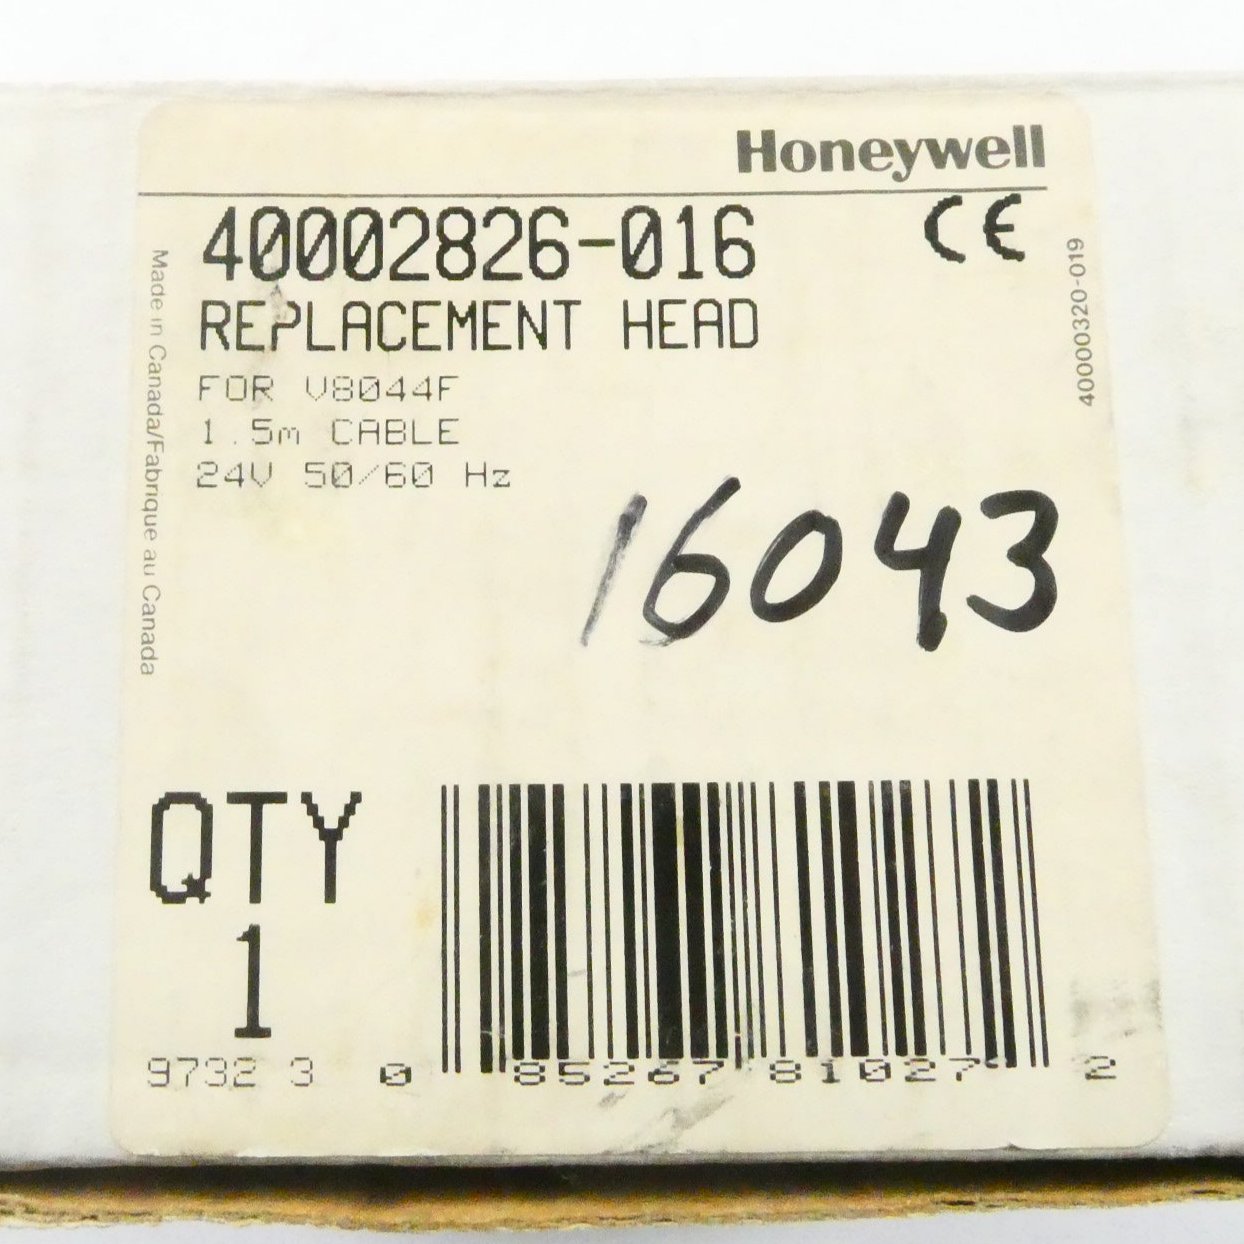 Honeywell
40002826-016
CE
REPLACEMENT HEAD
FOR V8044F
1.5m CABLE
24V 50/60 Hz
Made in Canada/Fabrique au Canada
40000320-019
16043
QTY
1
9732 3
0 85267 81027 2